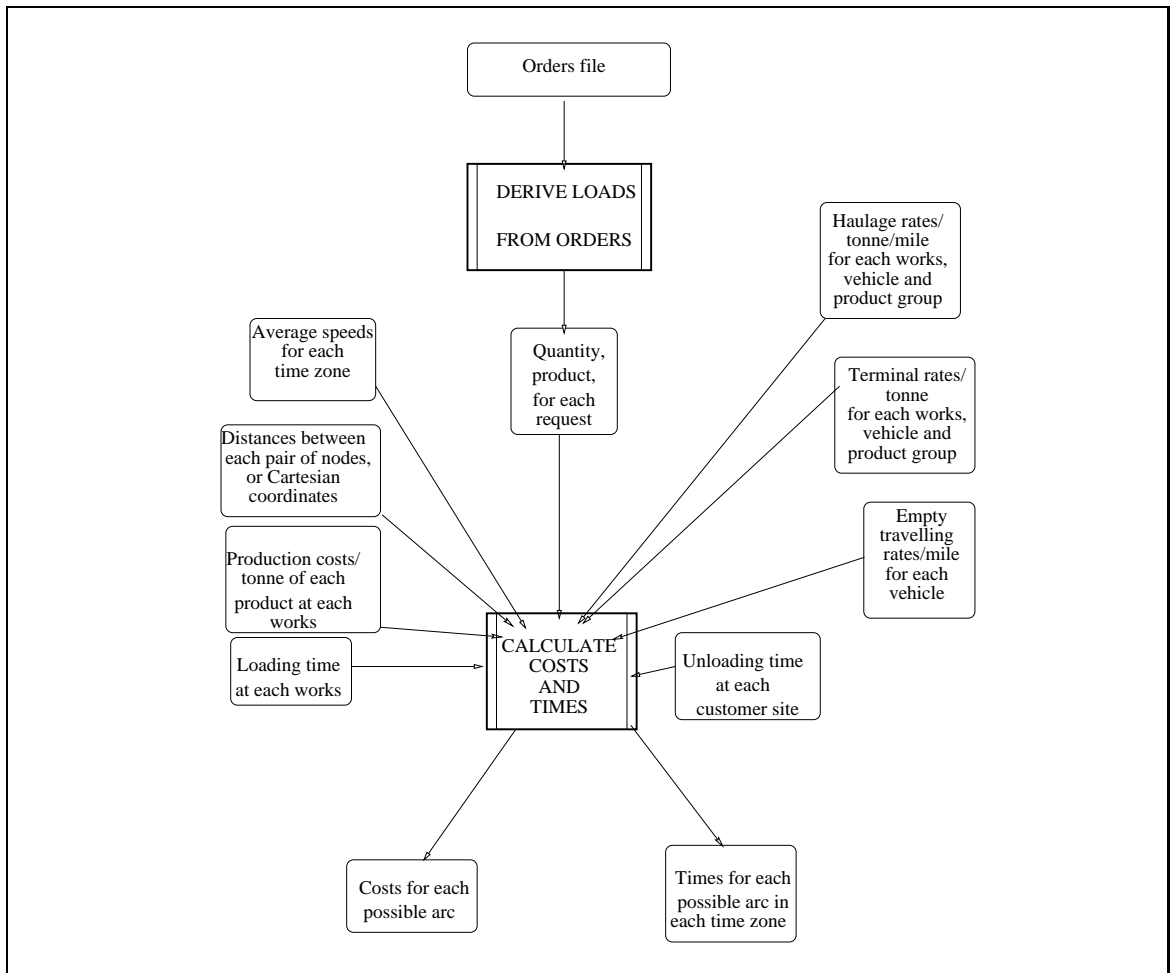 Orders file
DERIVE LOADS
FROM ORDERS
Haulage rates/
tonne/mile
for each works,
vehicle and
product group
Average speeds
for each
time zone
Quantity,
product,
for each
request
Terminal rates/
tonne
for each works,
vehicle and
product group
Distances between
each pair of nodes,
or Cartesian
coordinates
Empty
travelling
rates/mile
for each
vehicle
Production costs/
tonne of each
product at each
works
Loading time
at each works
CALCULATE
COSTS
AND
TIMES
Unloading time
at each
customer site
Costs for each
possible arc
Times for each
possible arc in
each time zone